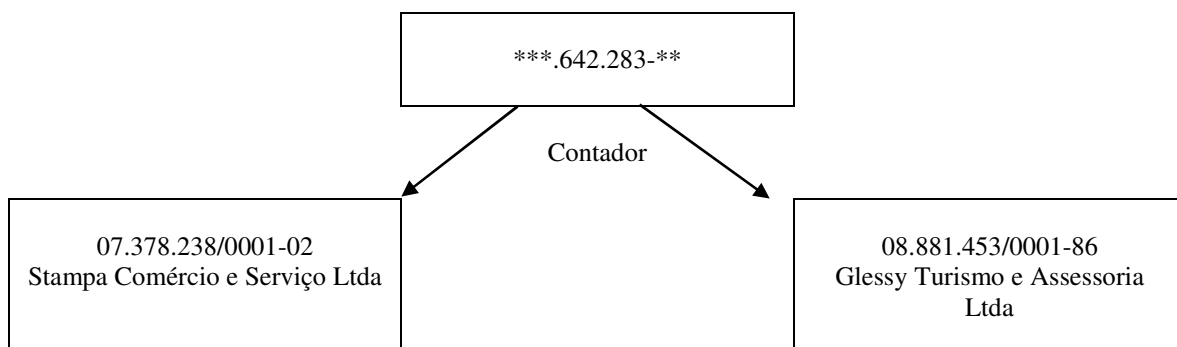 ***.642.283-**
Contador
07.378.238/0001-02
Stampa Comércio e Serviço Ltda
08.881.453/0001-86
Glessy Turismo e Assessoria
Ltda